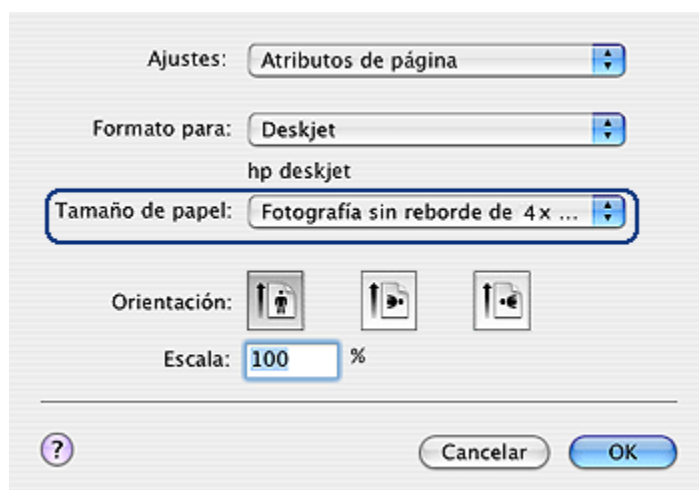 Ajustes: Atributos de página
Formato para: Deskjet
hp deskjet
Tamaño de papel: Fotografía sin reborde de 4x ...
Orientación:
Escala: 100 %
? Cancelar OK